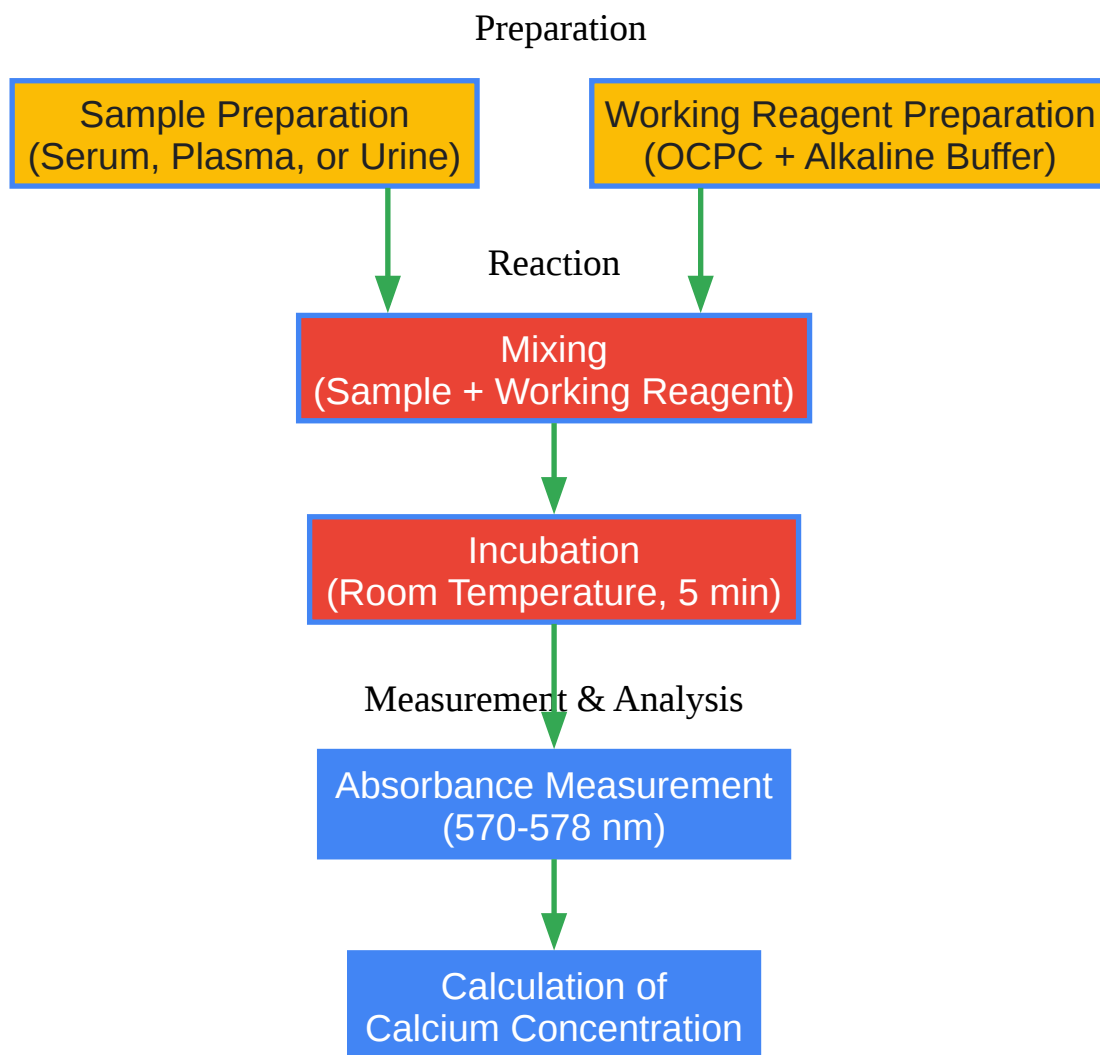 Preparation
Sample Preparation
(Serum, Plasma, or Urine)
Working Reagent Preparation
(OCPC + Alkaline Buffer)
Reaction
Mixing
(Sample + Working Reagent)
Incubation
(Room Temperature, 5 min)
Measurement & Analysis
Absorbance Measurement
(570-578 nm)
Calculation of
Calcium Concentration